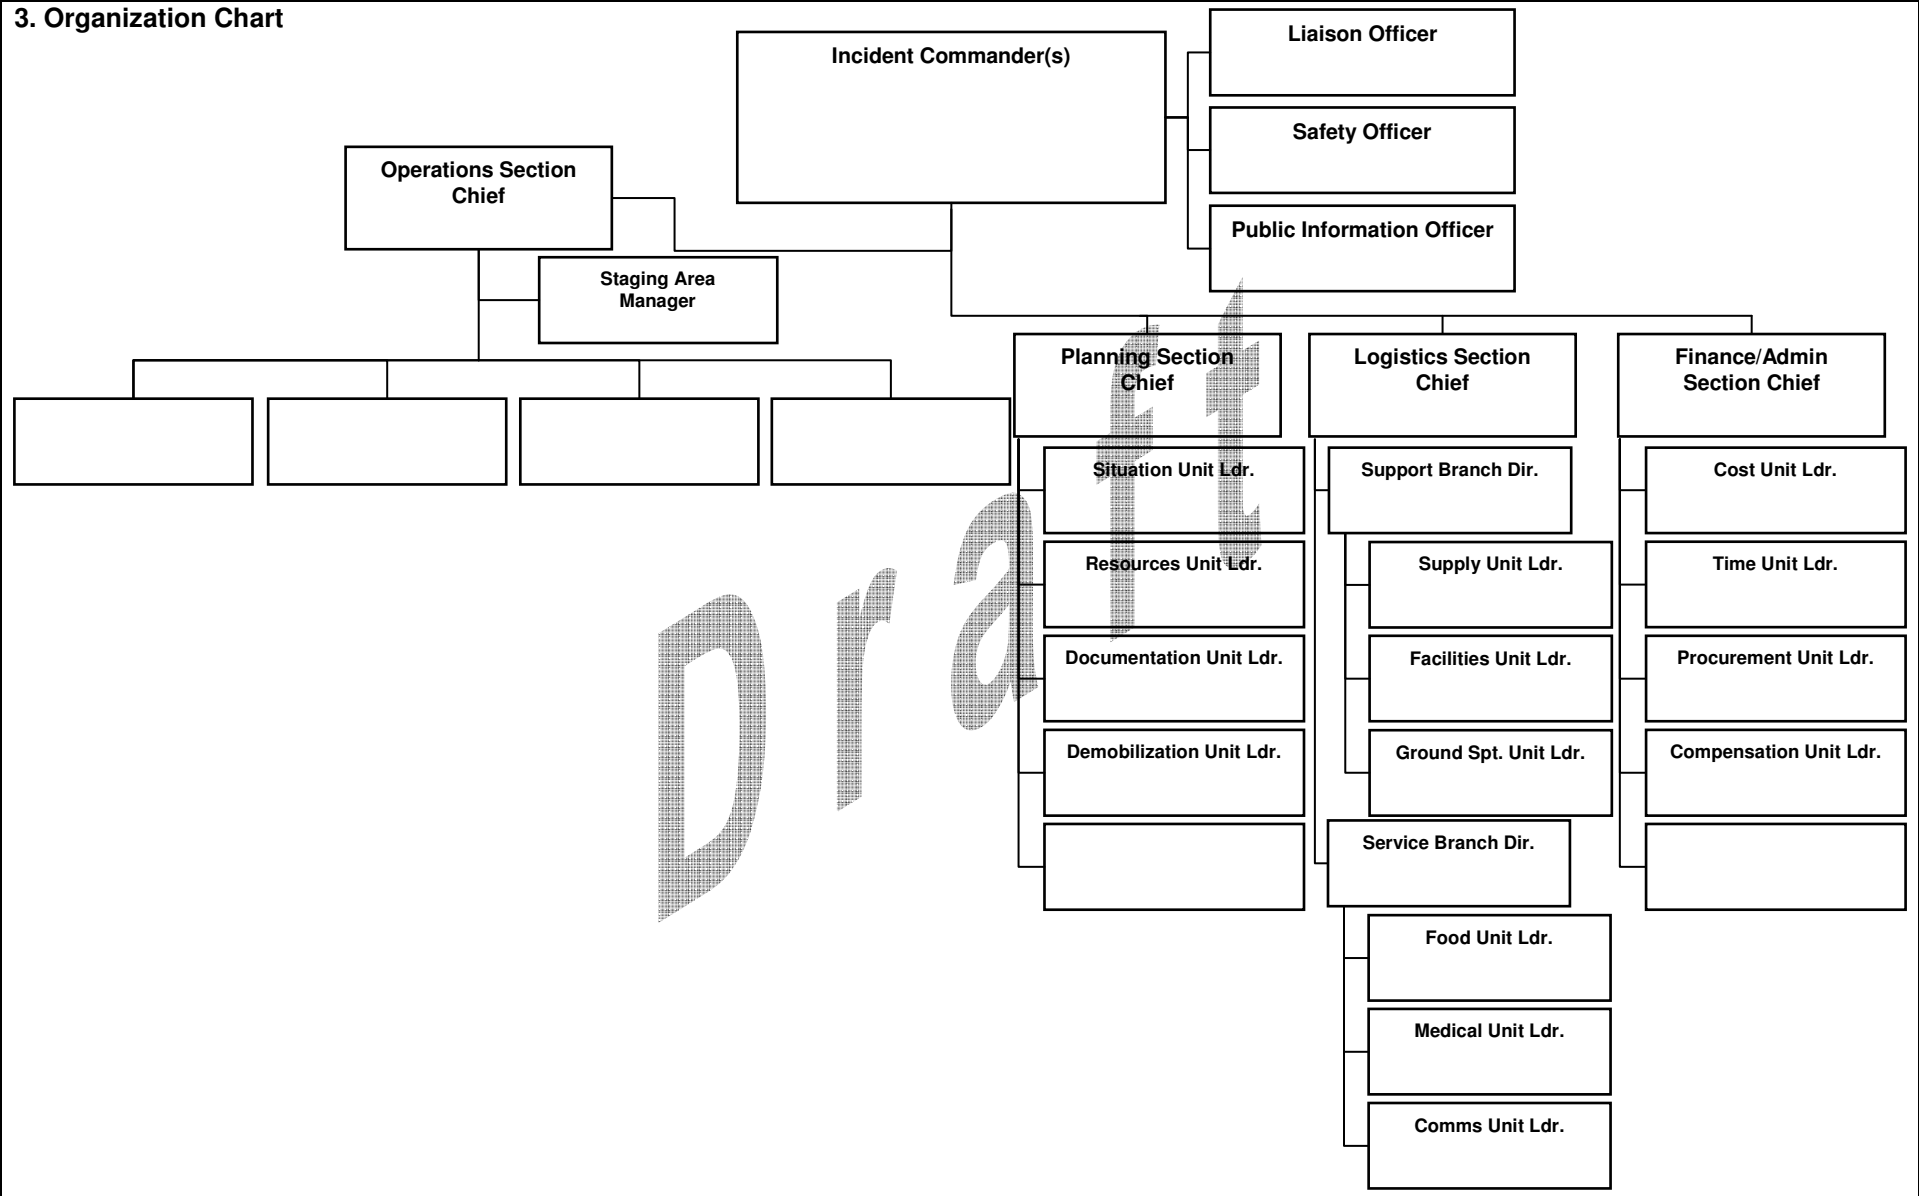 3. Organization Chart
Incident Commander(s)
Liaison Officer
Safety Officer
Public Information Officer
Operations Section
Chief
Staging Area
Manager
Planning Section
Chief
Situation Unit Ldr.
Resources Unit Ldr.
Documentation Unit Ldr.
Demobilization Unit Ldr.
Logistics Section
Chief
Support Branch Dir.
Supply Unit Ldr.
Facilities Unit Ldr.
Ground Spt. Unit Ldr.
Service Branch Dir.
Food Unit Ldr.
Medical Unit Ldr.
Comms Unit Ldr.
Finance/Admin
Section Chief
Cost Unit Ldr.
Time Unit Ldr.
Procurement Unit Ldr.
Compensation Unit Ldr.
Draft